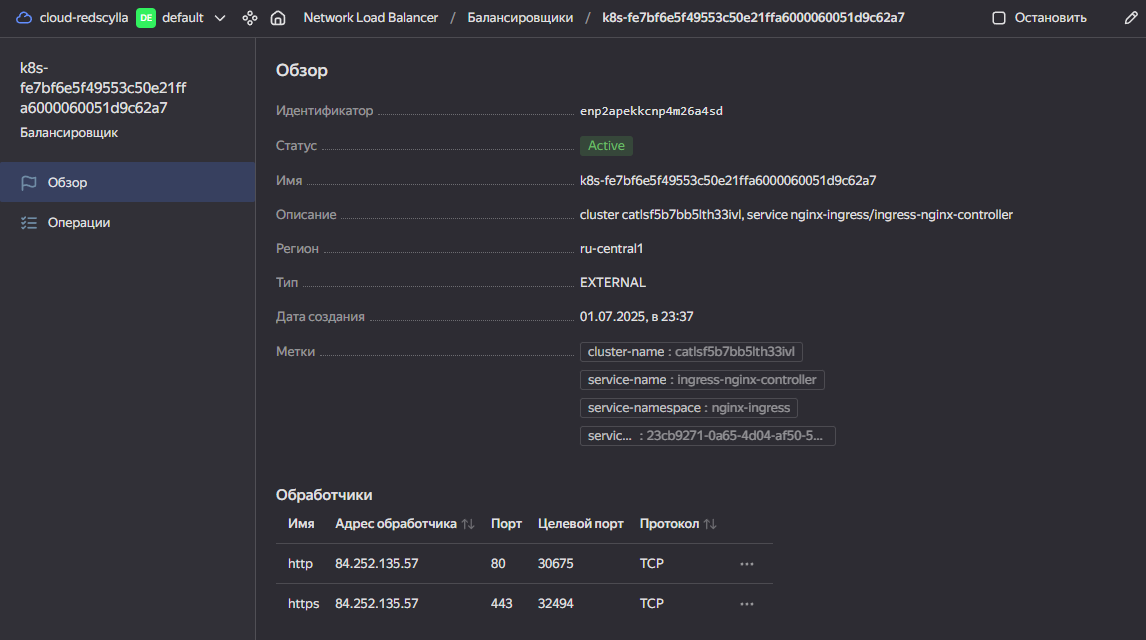 cloud-redscylla DE default Network Load Balancer / Балансировщики / k8s-fe7bf6e5f49553c50e21ffa6000060051d9c62a7 Остановить
k8s-
fe7bf6e5f49553c50e21ff
a6000060051d9c62a7
Балансировщик
Обзор
Операции
Обзор
Идентификатор enp2apekkcnp4m26a4sd
Статус Active
Имя k8s-fe7bf6e5f49553c50e21ffa6000060051d9c62a7
Описание cluster catlsf5b7bb5lth33ivl, service nginx-ingress/ingress-nginx-controller
Регион ru-central1
Тип EXTERNAL
Дата создания 01.07.2025, в 23:37
Метки cluster-name : catlsf5b7bb5lth33ivl
service-name : ingress-nginx-controller
service-namespace : nginx-ingress
servic... : 23cb9271-0a65-4d04-af50-5...
Обработчики
Имя Адрес обработчика Порт Целевой порт Протокол
http 84.252.135.57 80 30675 TCP
https 84.252.135.57 443 32494 TCP